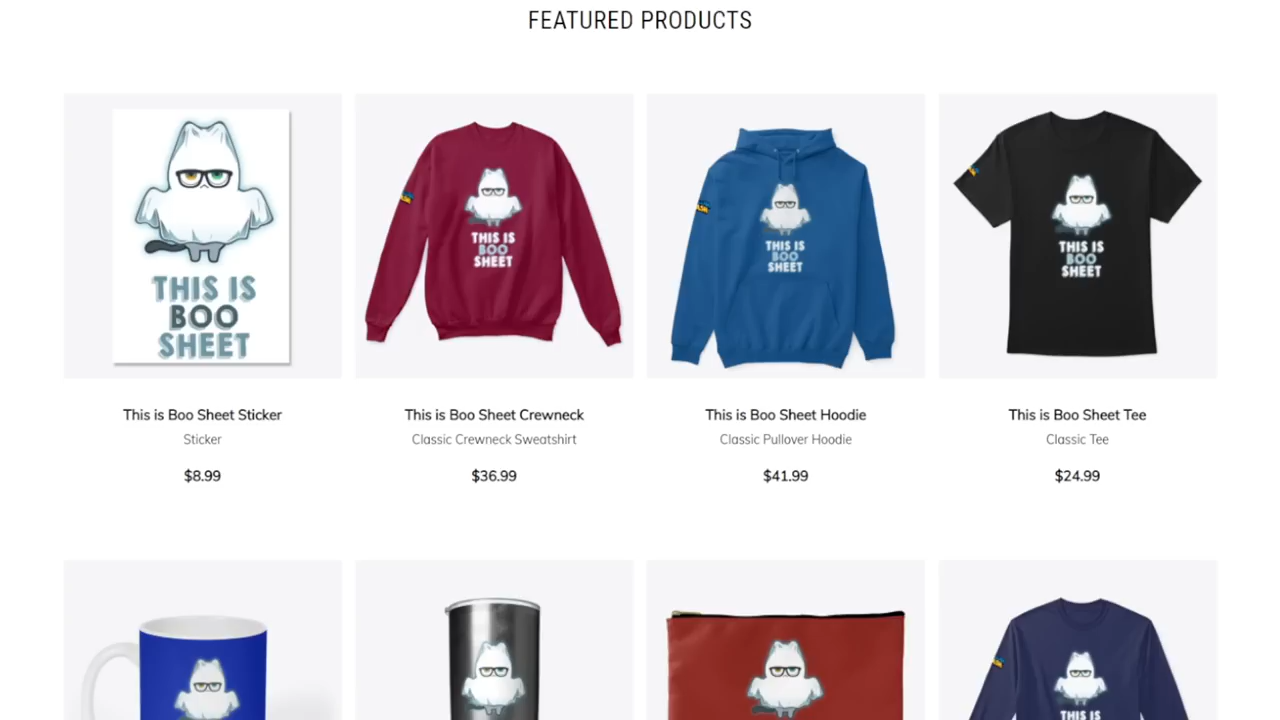 FEATURED PRODUCTS
THIS IS
BOO
SHEET
THIS IS
BOO
SHEET
THIS IS
BOO
SHEET
THIS IS
BOO
SHEET
This is Boo Sheet Sticker
This is Boo Sheet Crewneck
This is Boo Sheet Hoodie
This is Boo Sheet Tee
Sticker
Classic Crewneck Sweatshirt
Classic Pullover Hoodie
Classic Tee
$8.99
$36.99
$41.99
$24.99
THIS IS